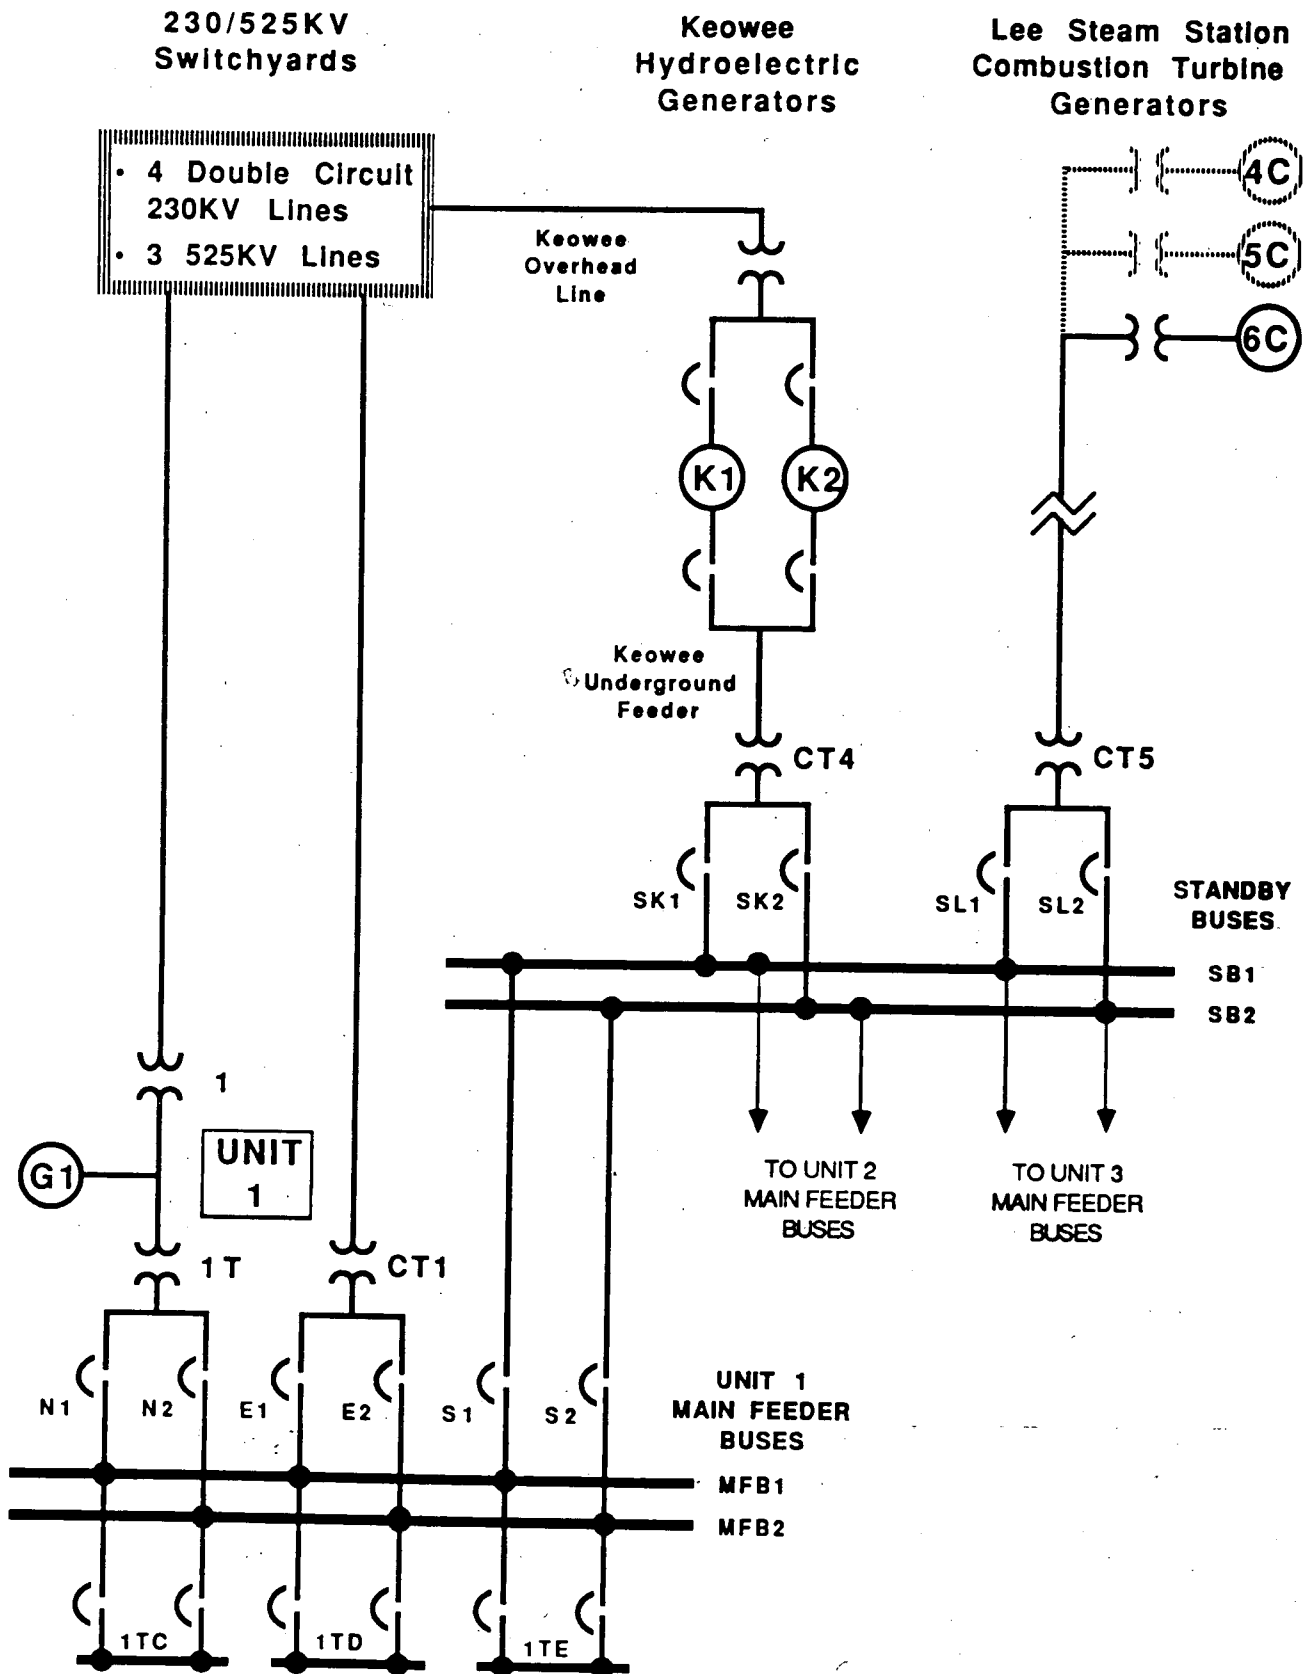 230/525KV
Switchyards
Keowee
Hydroelectric
Generators
Lee Steam Station
Combustion Turbine
Generators
• 4 Double Circuit
230KV Lines
• 3 525KV Lines
Keowee
Overhead
Line
4C
5C
6C
K1
K2
Keowee
Underground
Feeder
CT4
CT5
SK1
SK2
SL1
SL2
STANDBY
BUSES
SB1
SB2
1
G1
UNIT
1
TO UNIT 2
MAIN FEEDER
BUSES
TO UNIT 3
MAIN FEEDER
BUSES
1T
CT1
N1
N2
E1
E2
S1
S2
UNIT 1
MAIN FEEDER
BUSES
MFB1
MFB2
1TC
1TD
1TE